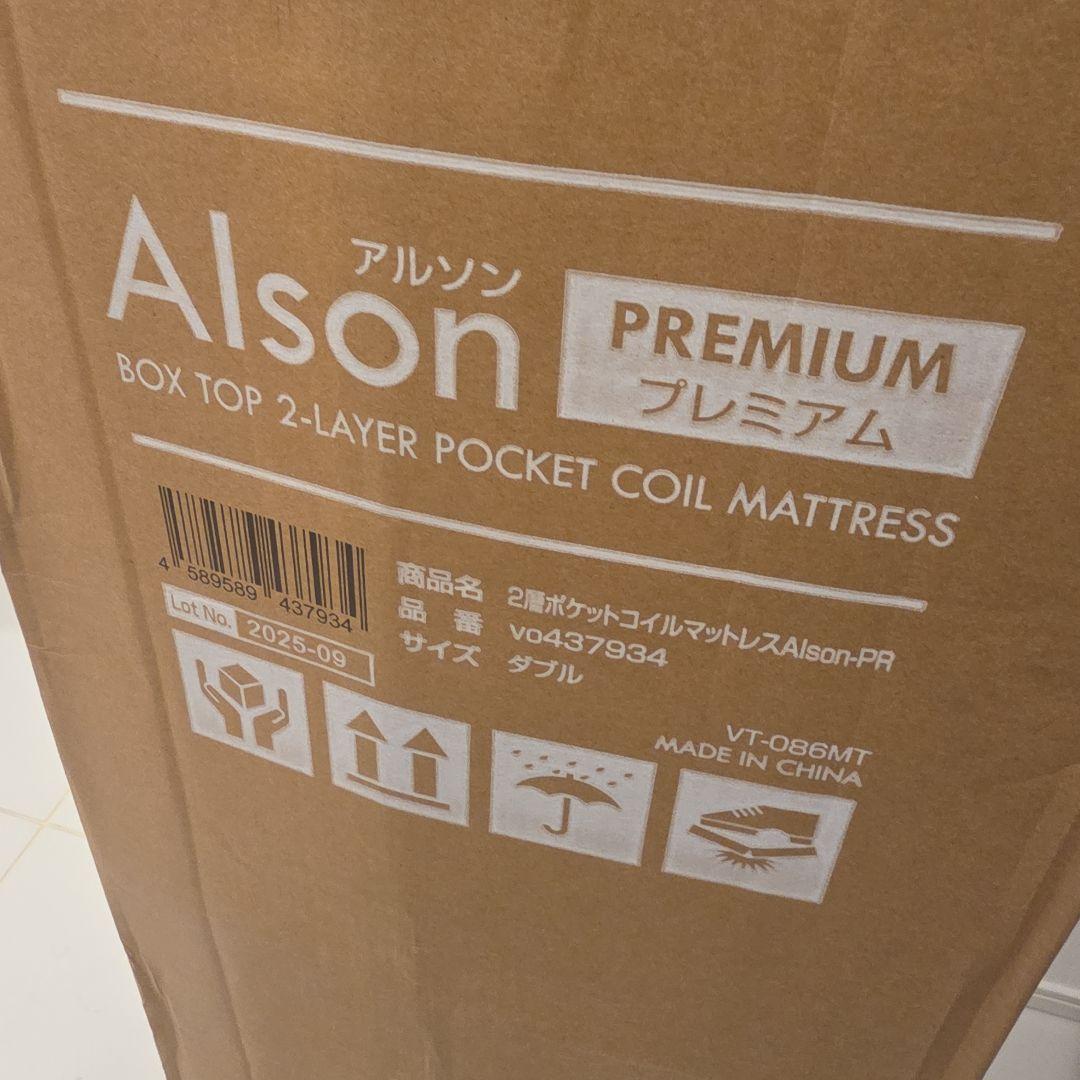 アルソン
Alson
PREMIUM
プレミアム
BOX TOP 2-LAYER POCKET COIL MATTRESS
4 589589 437934
Lot No. 2025-09
商品名 2層ポケットコイルマットレスAlson-PR
品番 vo437934
サイズ ダブル
VT-086MT
MADE IN CHINA